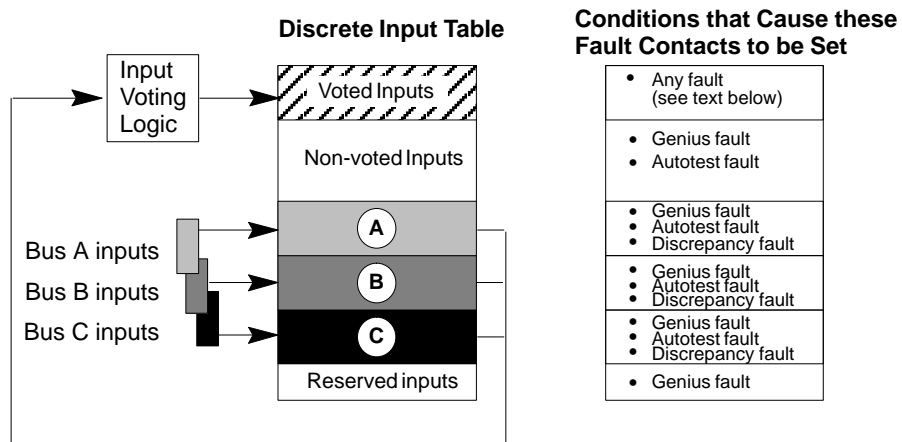 Discrete Input Table
Conditions that Cause these
Fault Contacts to be Set
Input
Voting
Logic
Voted Inputs
Non-voted Inputs
Bus A inputs
Bus B inputs
Bus C inputs
A
B
C
Reserved inputs
• Any fault
(see text below)
• Genius fault
• Autotest fault
• Genius fault
• Autotest fault
• Discrepancy fault
• Genius fault
• Autotest fault
• Discrepancy fault
• Genius fault
• Autotest fault
• Discrepancy fault
• Genius fault